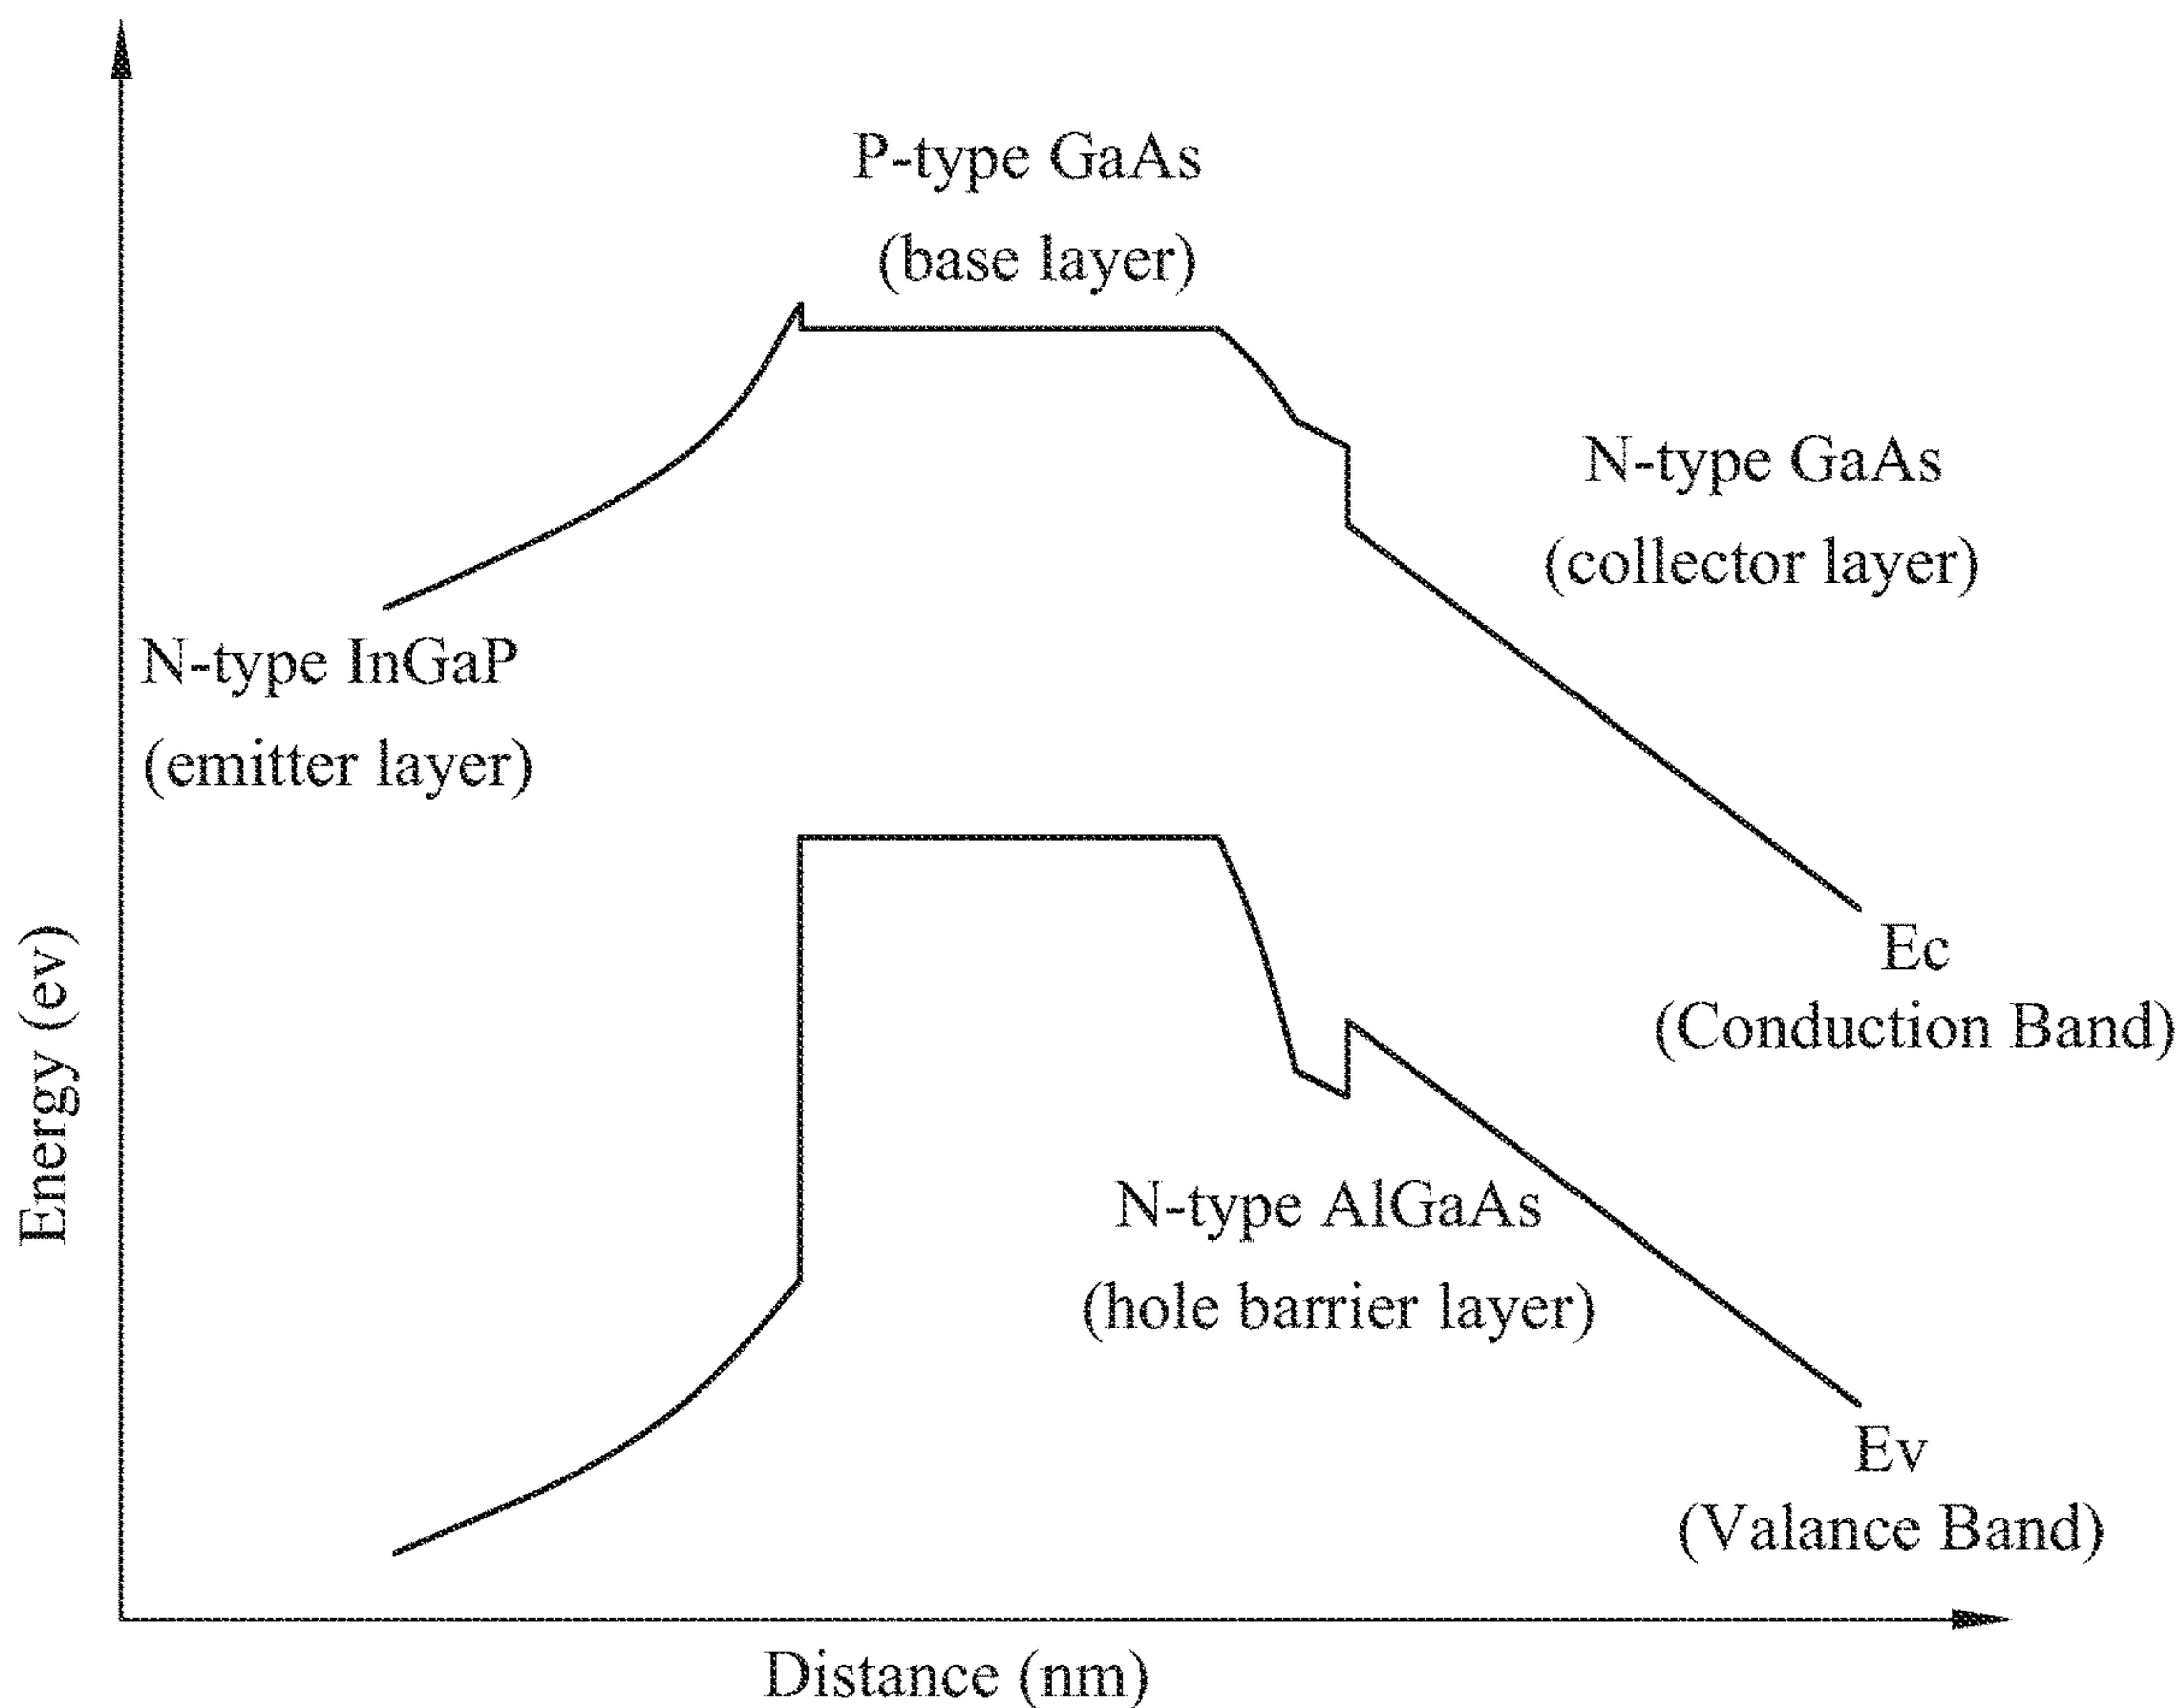 P-type GaAs
(base layer)
N-type GaAs
(collector layer)
N-type InGaP
(emitter layer)
Ec
(Conduction Band)
Energy (ev)
N-type AlGaAs
(hole barrier layer)
Ev
(Valance Band)
Distance (nm)